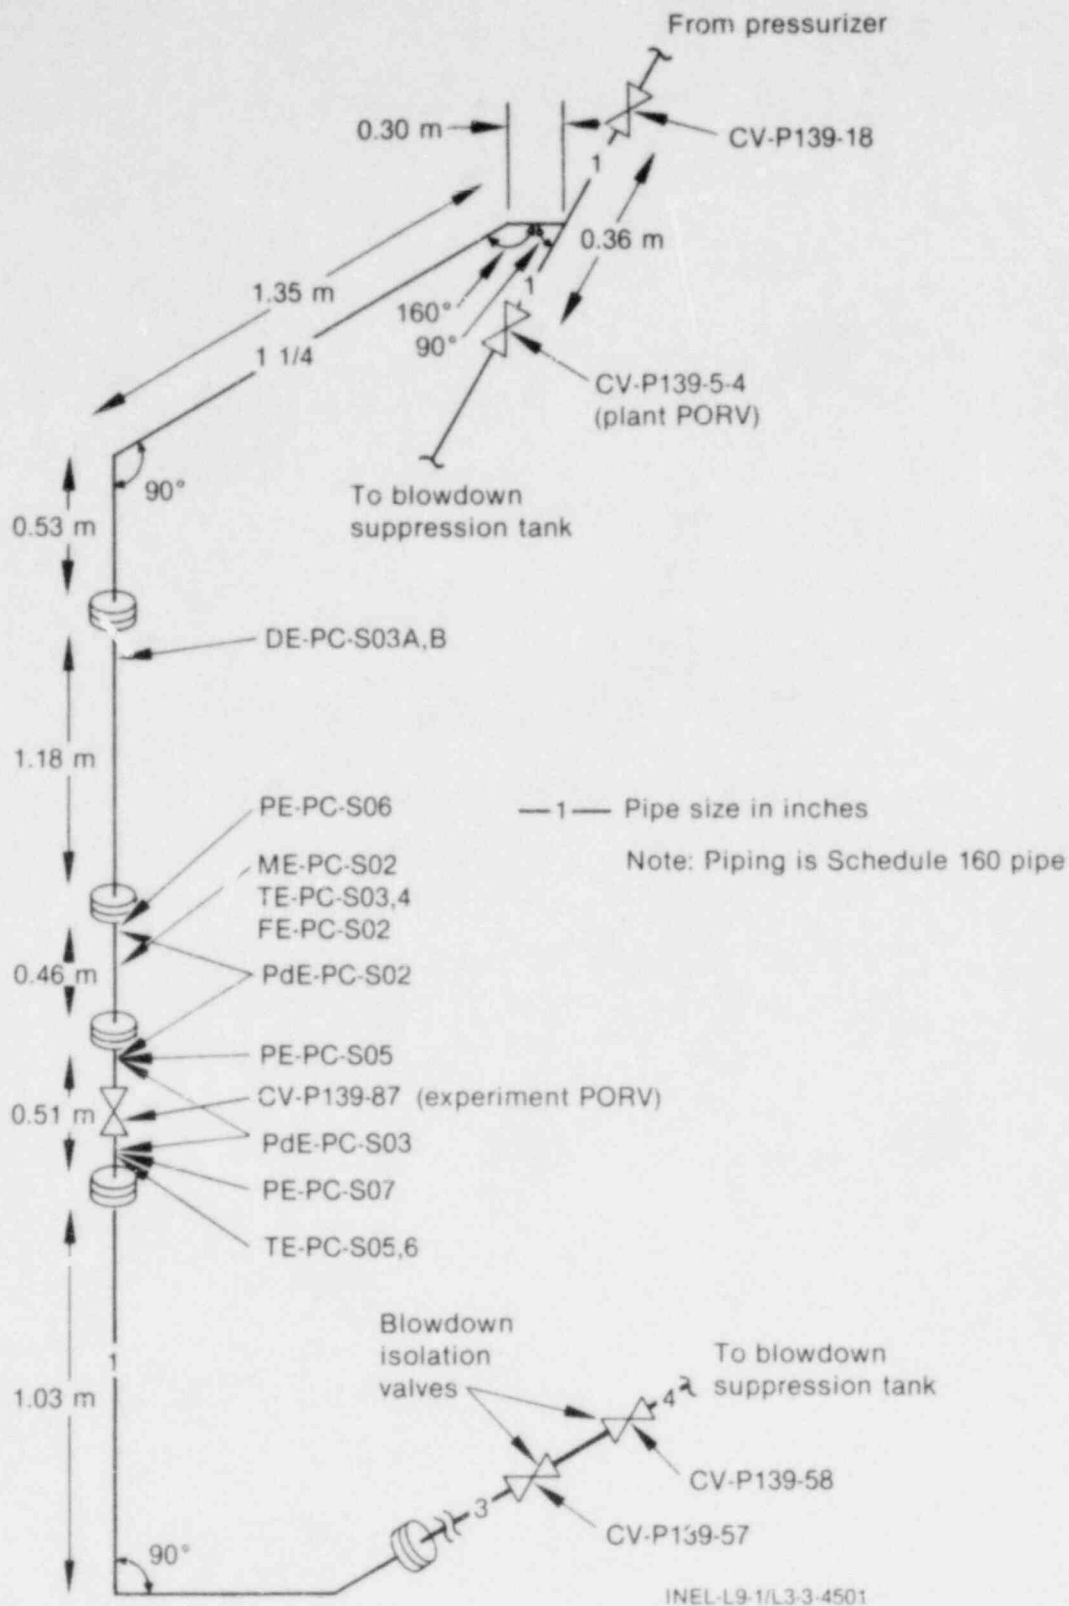 From pressurizer
0.30 m
CV-P139-18
1
0.36 m
1.35 m
160°
1
90°
1 1/4
CV-P139-5-4
(plant PORV)
90°
To blowdown
suppression tank
0.53 m
DE-PC-S03A,B
1.18 m
PE-PC-S06
—1— Pipe size in inches
ME-PC-S02
Note: Piping is Schedule 160 pipe
TE-PC-S03,4
FE-PC-S02
0.46 m
PdE-PC-S02
PE-PC-S05
CV-P139-87 (experiment PORV)
0.51 m
PdE-PC-S03
PE-PC-S07
TE-PC-S05,6
Blowdown
isolation
valves
To blowdown
suppression tank
1
1.03 m
4
CV-P139-58
3
CV-P139-57
90°
INEL-L9-1/L3-3-4501